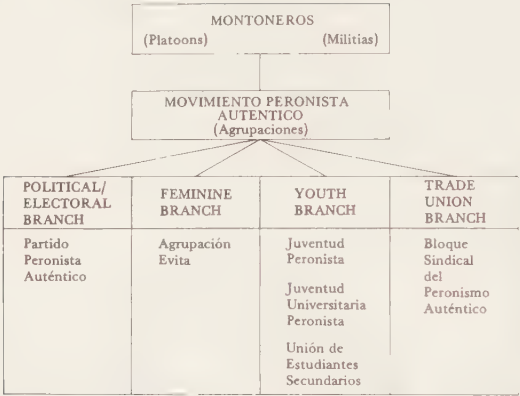 MONTONEROS
(Platoons) (Militias)
MOVIMIENTO PERONISTA
AUTENTICO
(Agrupaciones)
POLITICAL/
ELECTORAL
BRANCH
Partido
Peronista
Auténtico
FEMININE
BRANCH
Agrupación
Evita
YOUTH
BRANCH
Juventud
Peronista
Juventud
Universitaria
Peronista
Unión de
Estudiantes
Secundarios
TRADE
UNION
BRANCH
Bloque
Sindical
del
Peronismo
Auténtico